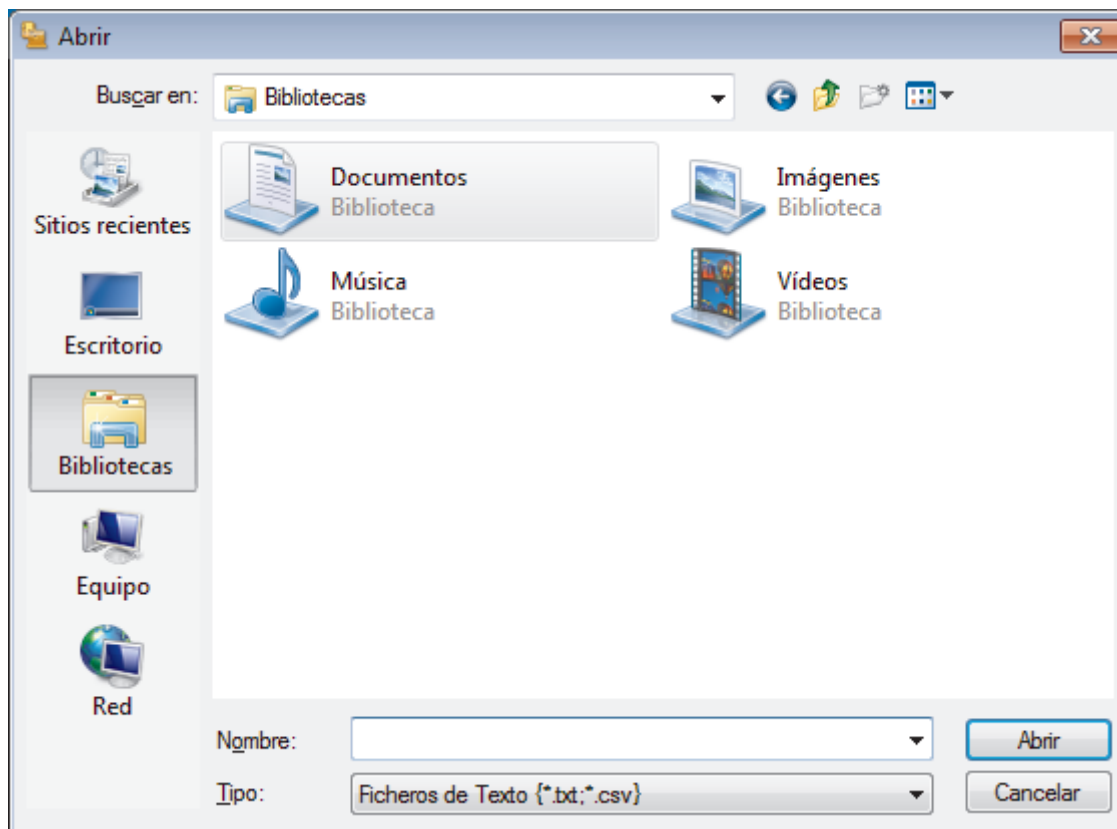 Abrir
Buscar en:
Bibliotecas
Sitios recientes
Escritorio
Bibliotecas
Equipo
Red
Documentos
Biblioteca
Imágenes
Biblioteca
Música
Biblioteca
Vídeos
Biblioteca
Nombre:
Abrir
Tipo:
Ficheros de Texto {*.txt;*.csv}
Cancelar